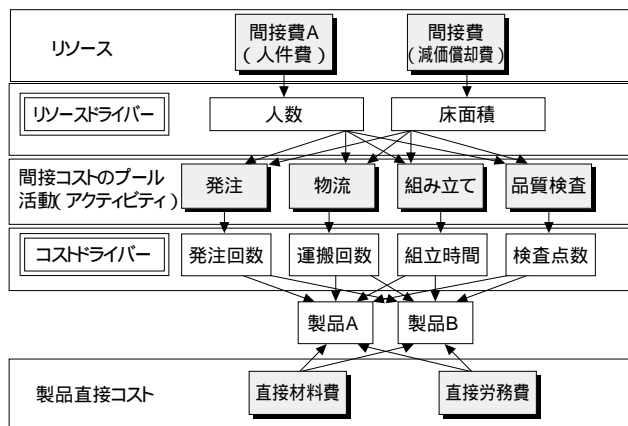 リソース
間接費A
(人件費)
間接費
(減価償却費)
リソースドライバー
人数
床面積
間接コストのプール
活動(アクティビティ)
発注
物流
組み立て
品質検査
コストドライバー
発注回数
運搬回数
組立時間
検査点数
製品A
製品B
製品直接コスト
直接材料費
直接労務費